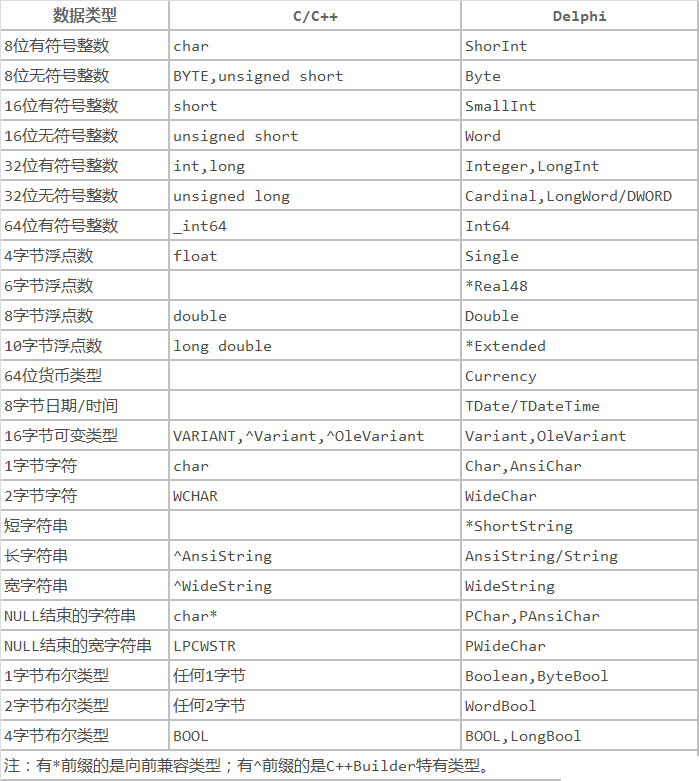 数据类型 C/C++ Delphi
8位有符号整数 char ShorInt
8位无符号整数 BYTE,unsigned short Byte
16位有符号整数 short SmallInt
16位无符号整数 unsigned short Word
32位有符号整数 int,long Integer,LongInt
32位无符号整数 unsigned long Cardinal,LongWord/DWORD
64位有符号整数 _int64 Int64
4字节浮点数 float Single
6字节浮点数 *Real48
8字节浮点数 double Double
10字节浮点数 long double *Extended
64位货币类型 Currency
8字节日期/时间 TDate/TDateTime
16字节可变类型 VARIANT,^Variant,^OleVariant Variant,OleVariant
1字节字符 char Char,AnsiChar
2字节字符 WCHAR WideChar
短字符串 *ShortString
长字符串 ^AnsiString AnsiString/String
宽字符串 ^WideString WideString
NULL结束的字符串 char* PChar,PAnsiChar
NULL结束的宽字符串 LPCWSTR PWideChar
1字节布尔类型 任何1字节 Boolean,ByteBool
2字节布尔类型 任何2字节 WordBool
4字节布尔类型 BOOL BOOL,LongBool
注：有*前缀的是向前兼容类型；有^前缀的是C++Builder特有类型。